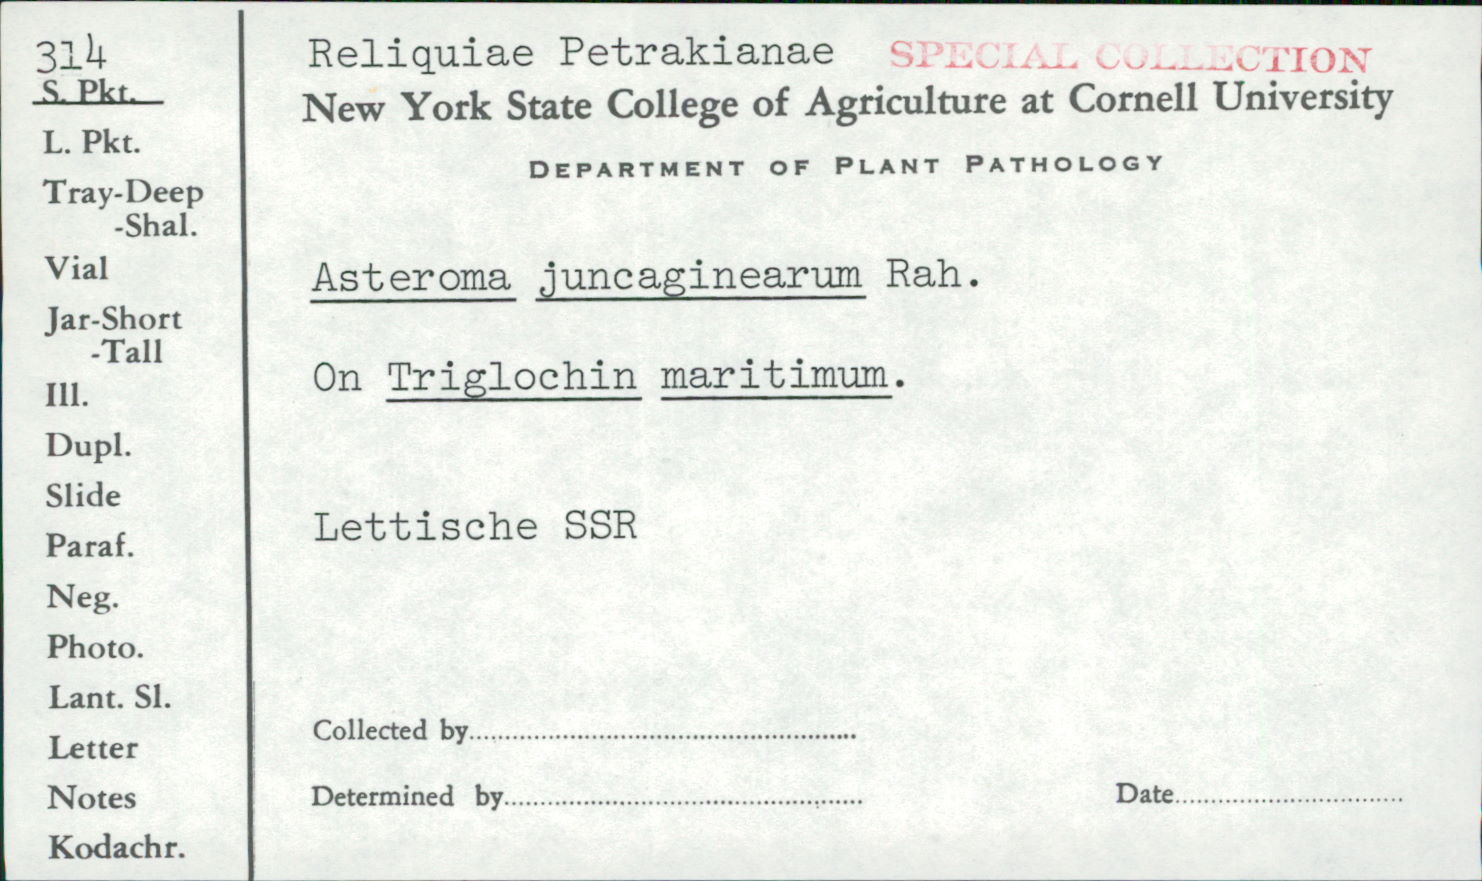 314
S. Pkt.
L. Pkt.
Tray-Deep
-Shal.
Vial
Jar-Short
-Tall
Ill.
Dupl.
Slide
Paraf.
Neg.
Photo.
Lant. Sl.
Letter
Notes
Kodachr.
Reliquiae Petrakianae SPECIAL COLLECTION
New York State College of Agriculture at Cornell University
DEPARTMENT OF PLANT PATHOLOGY
Asteroma juncaginearum Rah.
On Triglochin maritimum.
Lettische SSR
Collected by
Determined by
Date